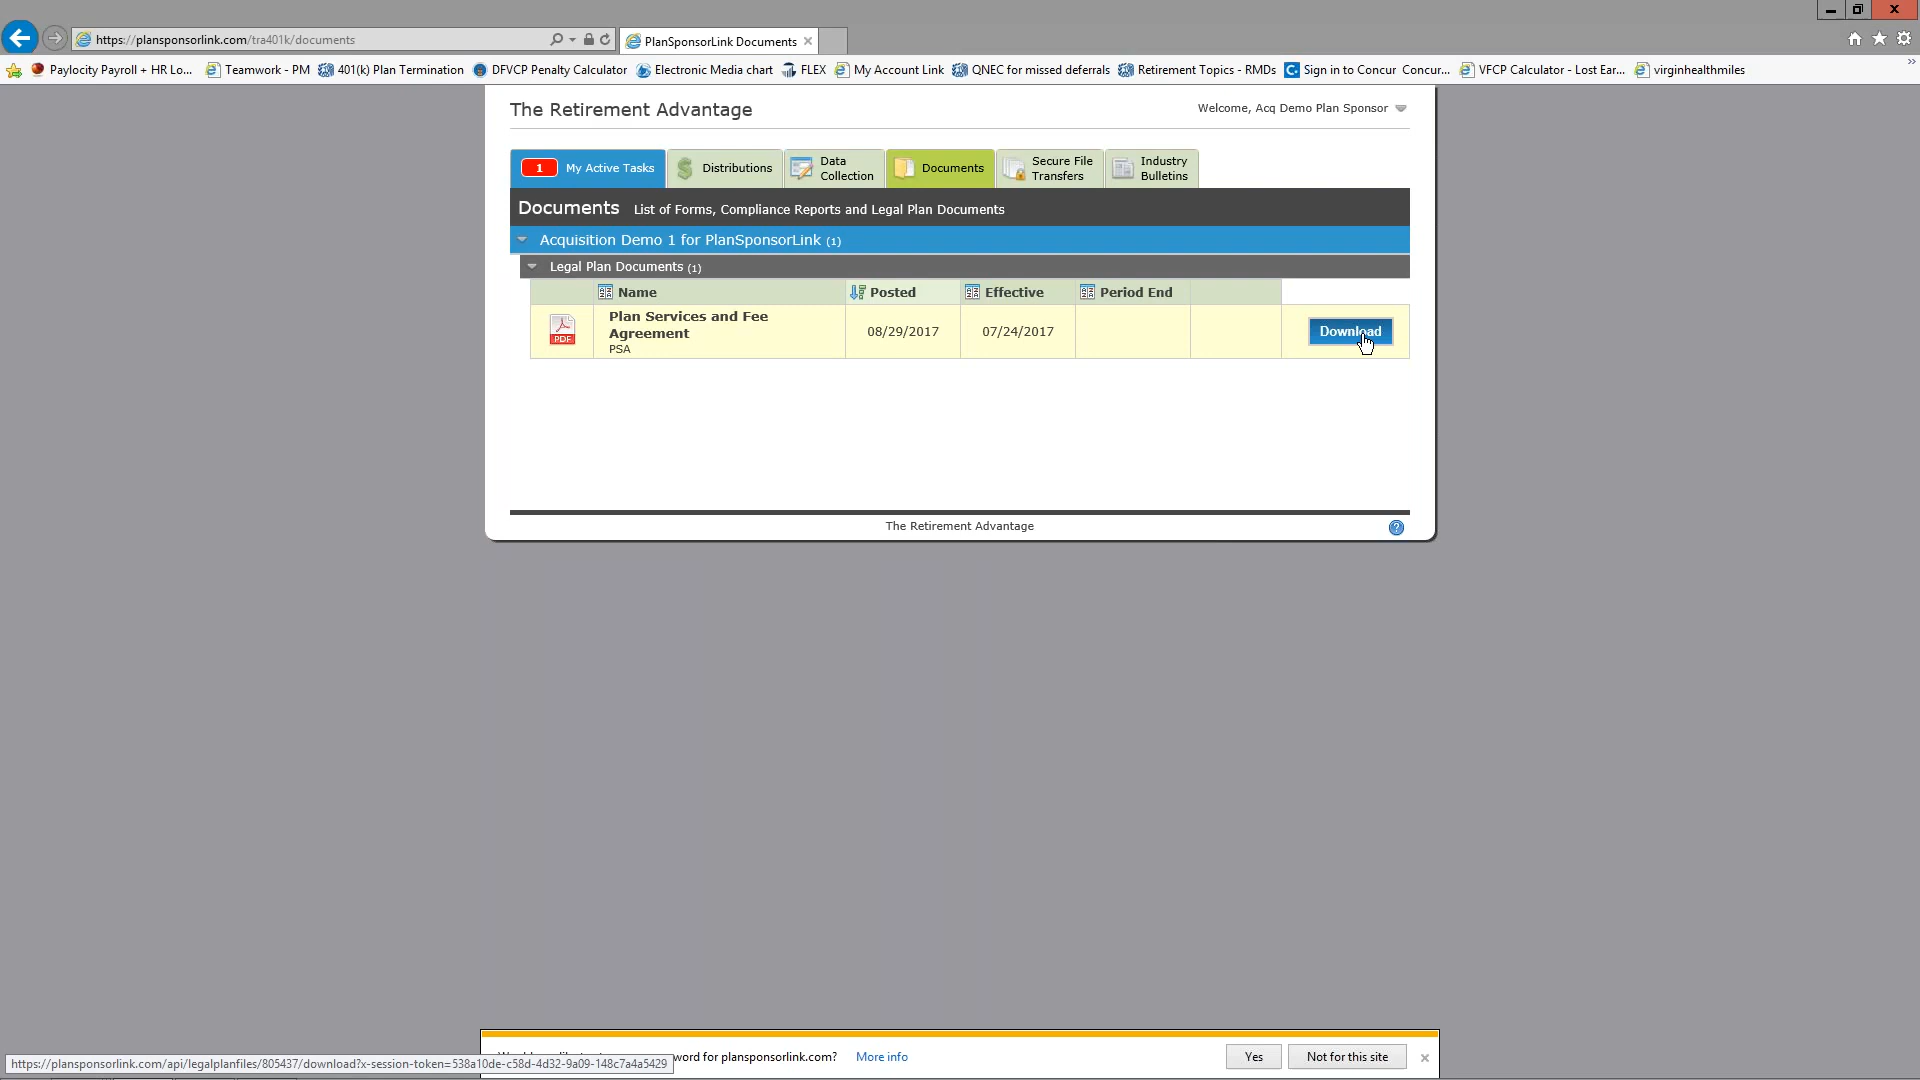 https://plansponsorlink.com/tra401k/documents
PlanSponsorLink Documents
Paylocity Payroll + HR Lo...
Teamwork - PM
401(k) Plan Termination
DFVCP Penalty Calculator
Electronic Media chart
FLEX
My Account Link
QNEC for missed deferrals
Retirement Topics - RMDs
Sign in to Concur Concur...
VFCP Calculator - Lost Ear...
virginhealthmiles
The Retirement Advantage
Welcome, Acq Demo Plan Sponsor
1 My Active Tasks
Distributions
Data
Collection
Documents
Secure File
Transfers
Industry
Bulletins
Documents List of Forms, Compliance Reports and Legal Plan Documents
Acquisition Demo 1 for PlanSponsorLink (1)
Legal Plan Documents (1)
Name
Posted
Effective
Period End
PDF
Plan Services and Fee
Agreement
PSA
08/29/2017
07/24/2017
Download
The Retirement Advantage
?
word for plansponsorlink.com?
More info
Yes
Not for this site
https://plansponsorlink.com/api/legalplanfiles/805437/download?x-session-token=538a10de-c58d-4d32-9a09-148c7a4a5429